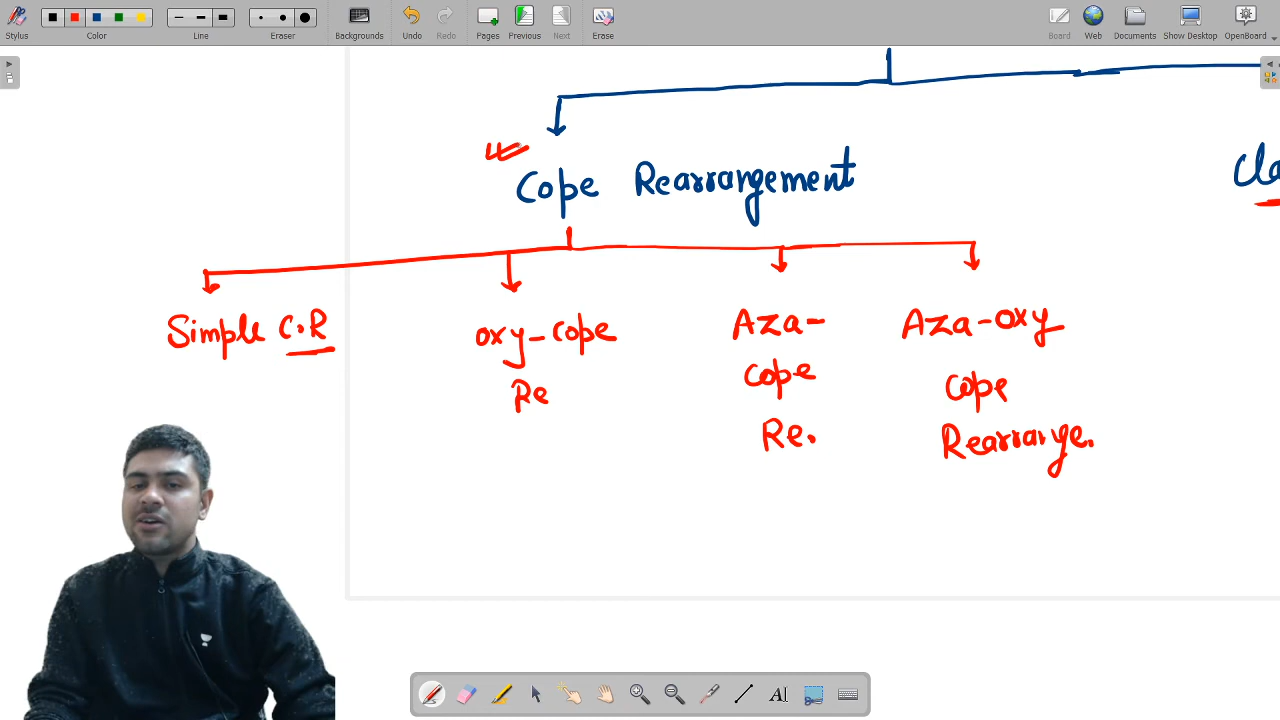 Stylus Color Line Eraser Backgrounds Undo Redo Pages Previous Next Erase Board Web Documents Show Desktop OpenBoard
Cope Rearrangement
Simple C.R
oxy-cope
Re
Aza-
cope
Re.
Aza-oxy
cope
Rearrange.